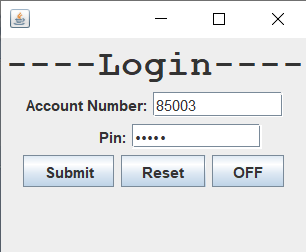 ----Login----
Account Number: 85003
Pin: •••••
Submit Reset OFF